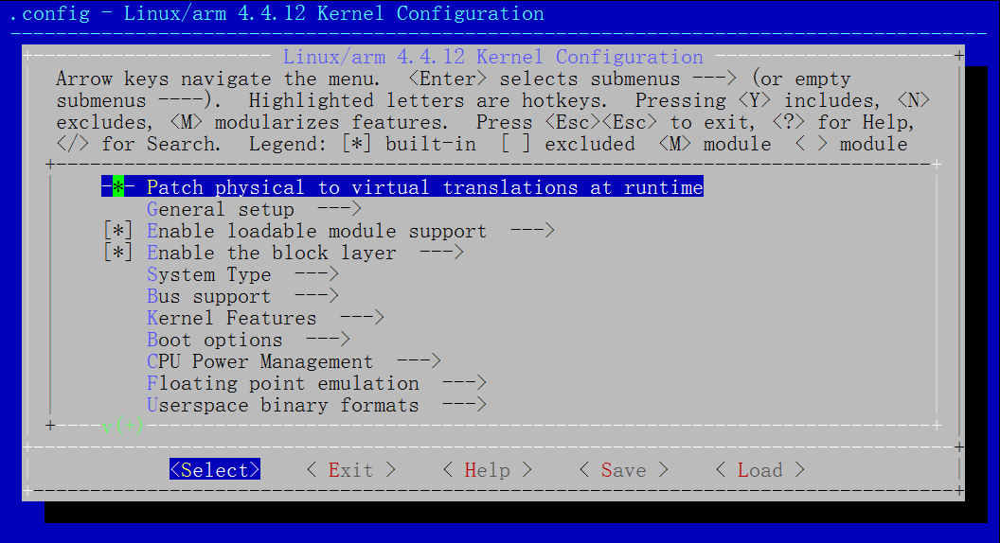 .config - Linux/arm 4.4.12 Kernel Configuration
Linux/arm 4.4.12 Kernel Configuration
Arrow keys navigate the menu.  <Enter> selects submenus ---> (or empty
submenus ----).  Highlighted letters are hotkeys.  Pressing <Y> includes, <N>
excludes, <M> modularizes features.  Press <Esc><Esc> to exit, <?> for Help,
</> for Search.  Legend: [*] built-in  [ ] excluded  <M> module  < > module
-*- Patch physical to virtual translations at runtime
General setup  --->
[*] Enable loadable module support  --->
[*] Enable the block layer  --->
System Type  --->
Bus support  --->
Kernel Features  --->
Boot options  --->
CPU Power Management  --->
Floating point emulation  --->
Userspace binary formats  --->
v(+)
<Select>    < Exit >    < Help >    < Save >    < Load >